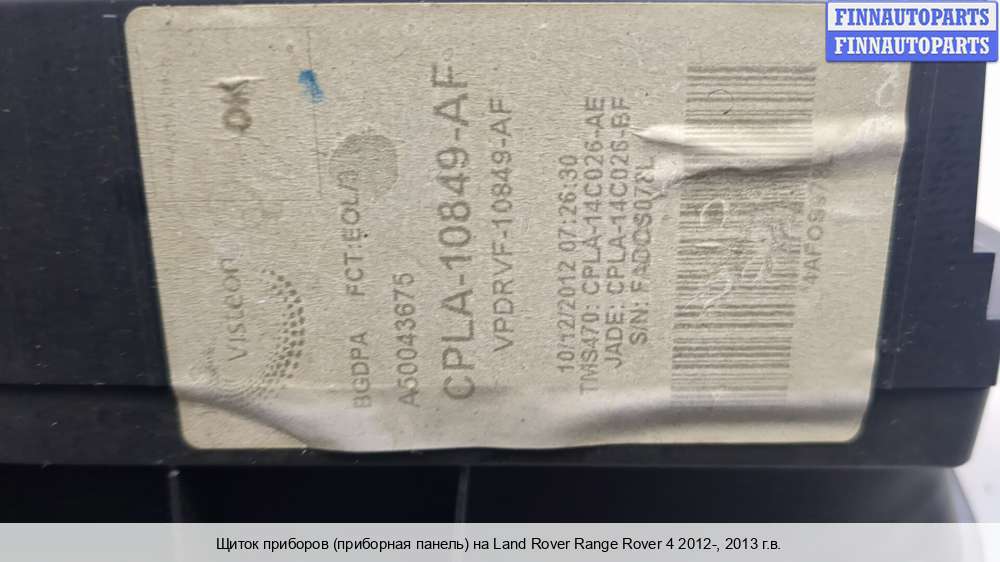 FINNAUTOPARTS
FINNAUTOPARTS
Visteon
OK
BGDPA FCT:EOL/3
A50043675
CPLA-10849-AF
VPDRVF-10849-AF
10/12/2012 07:26:30
TMS470: CPLA-14C026-AE
JADE: CPLA-14C026-BF
S/N:
Щиток приборов (приборная панель) на Land Rover Range Rover 4 2012-, 2013 г.в.